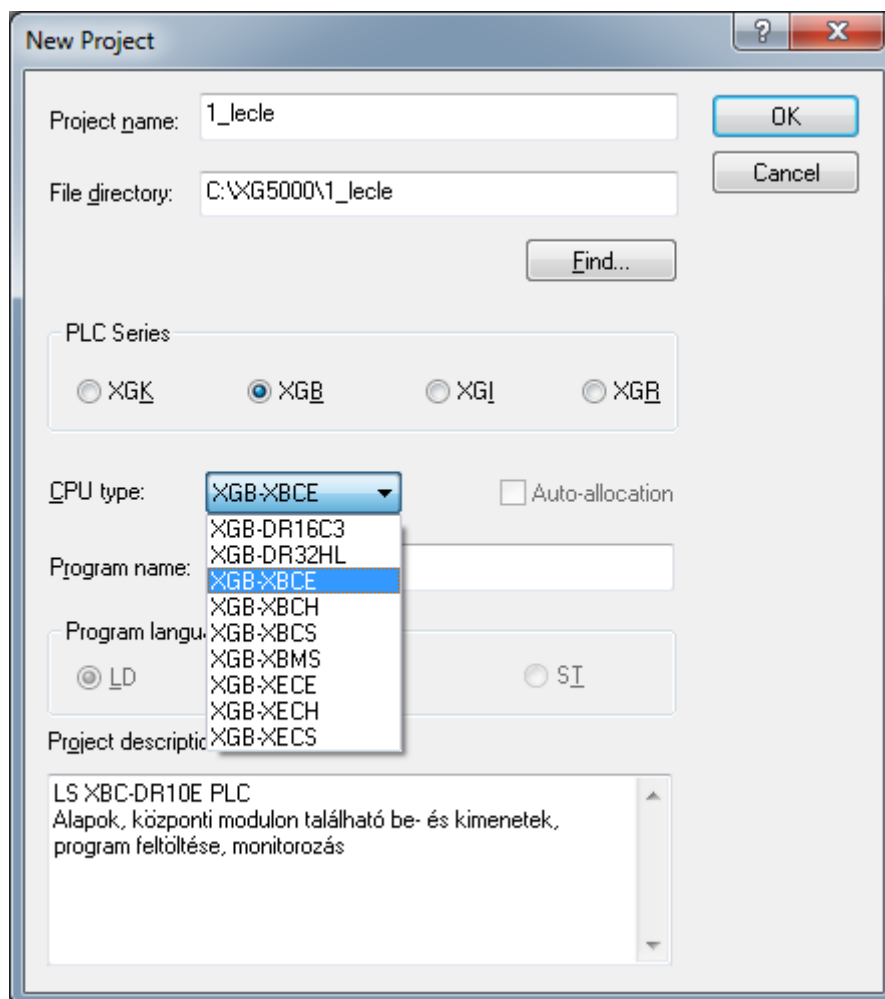 New Project
Project name:
1_lecle
OK
File directory:
C:\XG5000\1_lecle
Cancel
Find...
PLC Series
XGK
XGB
XGI
XGR
CPU type:
XGB-XBCE
Auto-allocation
XGB-DR16C3
XGB-DR32HL
Program name:
XGB-XBCE
XGB-XBCH
Program langu
XGB-XBCS
XGB-XBMS
LD
ST
XGB-XECE
XGB-XECH
Project descriptio
XGB-XECS
LS XBC-DR10E PLC
Alapok, központi modulon található be- és kimenetek,
program feltöltése, monitorozás